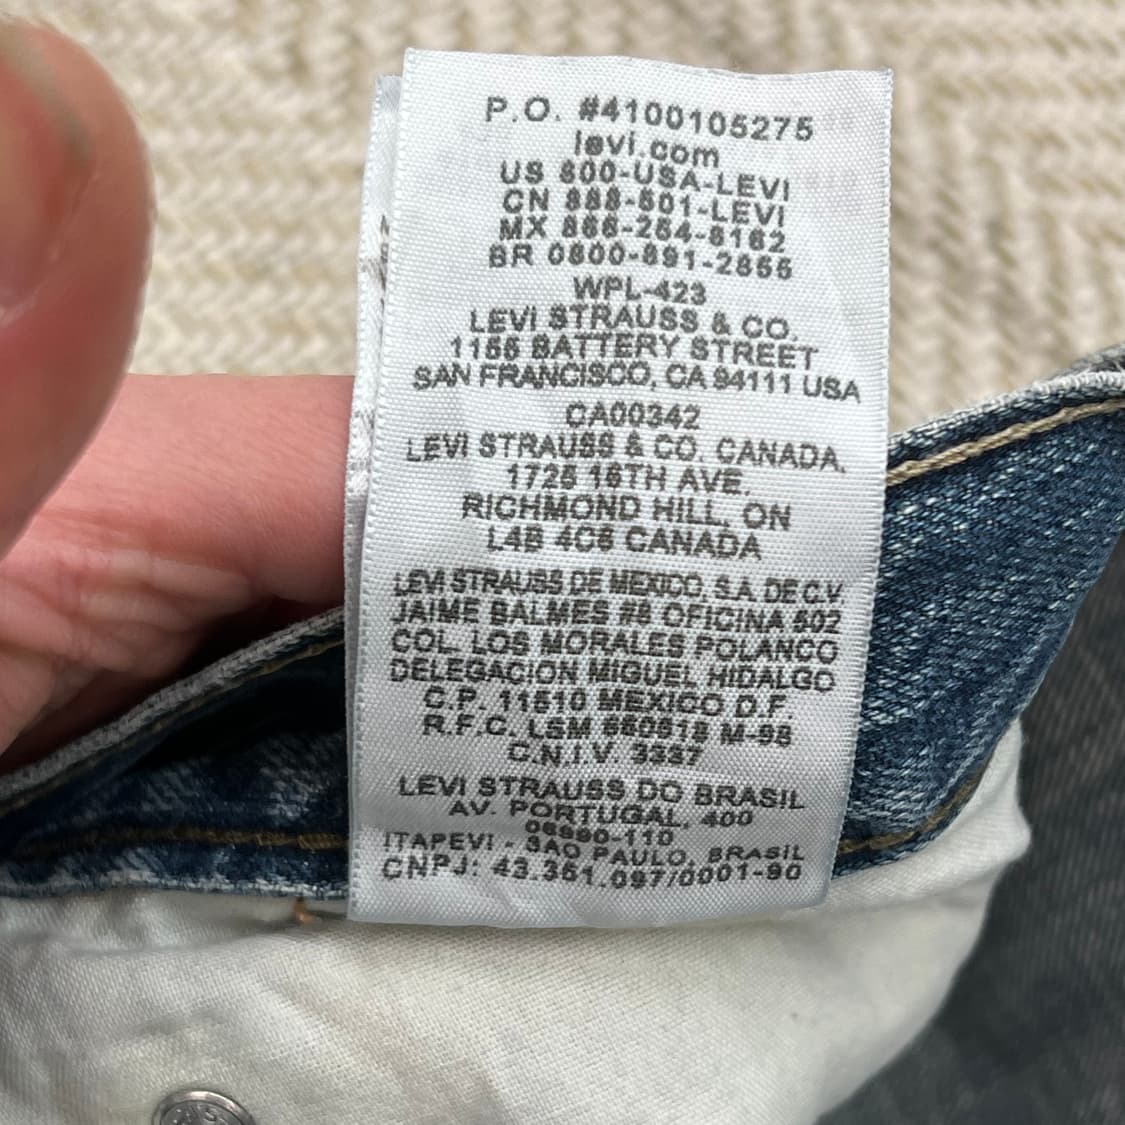 P.O. #4100105275
levi.com
US 800-USA-LEVI
CN 888-501-LEVI
MX 866-264-8162
BR 0800-891-2855
WPL-423
LEVI STRAUSS & CO.
1155 BATTERY STREET
SAN FRANCISCO, CA 94111 USA
CA00342
LEVI STRAUSS & CO. CANADA.
1725 16TH AVE.
RICHMOND HILL, ON
L4B 4C6 CANADA
LEVI STRAUSS DE MEXICO, S.A. DE C.V
JAIME BALMES #8 OFICINA 502
COL. LOS MORALES POLANCO
DELEGACION MIGUEL HIDALGO
C.P. 11510 MEXICO D.F.
R.F.C. LSM M-98
C.N.I.V 3337
LEVI STRAUSS DO BRASIL
AV. PORTUGAL, 400
06690-110
ITAPEVI - SAO PAULO, BRASIL
CNPJ: 43.351.097/0001-90